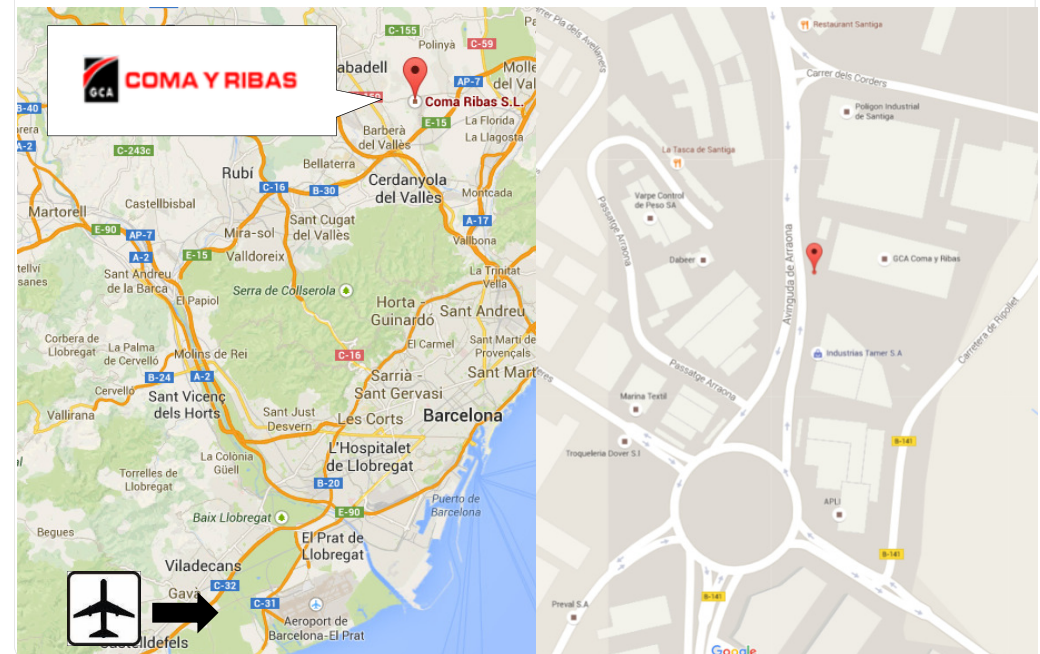 GCA
COMA Y RIBAS
C-155
Polinyà
C-59
abadell
Molle
AP-7
del Val
Coma Ribas S.L.
B-40
E-15
La Florida
La Llagosta
A-2
Barberà
del Vallès
C-243c
Bellaterra
Rubí
C-16
B-30
Cerdanyola
del Vallès
Montcada
Castellbisbal
Martorell
Sant Cugat
del Vallès
A-17
E-90
AP-7
Mira-sol
Vallbona
A-2
E-15
Valldoreix
Sant Andreu
de la Barca
La Trinitat
Vella
El Papiol
Serra de Collserola
Horta -
Guinardó
Sant Andreu
Corbera de
Llobregat
La Palma
de Cervelló
Molins de Rei
C-16
El Carmel
Sant Martí de
Provençals
B-24
A-2
Sarrià -
Sant Gervasi
Sant Mart
Cervelló
Sant Vicenç
dels Horts
Vallirana
Sant Just
Desvern
Les Corts
Barcelona
L'Hospitalet
de Llobregat
La Colònia
Güell
Torrelles de
Llobregat
B-20
E-90
Puerto de
Barcelona
Baix Llobregat
Begues
El Prat de
Llobregat
Viladecans
C-32
Gavà
C-31
Aeroport de
Barcelona-El Prat
elldefels
Carrer Pla dels Avellaners
Restaurant Santiga
Carrer dels Corders
Polígon Industrial
de Santiga
La Tasca de Santiga
Varpe Control
de Peso SA
Passatge Arraona
Dabeer
Avinguda de Arraona
GCA Coma y Ribas
Carretera de Ripollet
Industrias Tamer S.A
Passatge Arraona
Marina Textil
Troqueleria Dover S.l
B-141
APLI
B-141
B-141
Preval S.A
Google